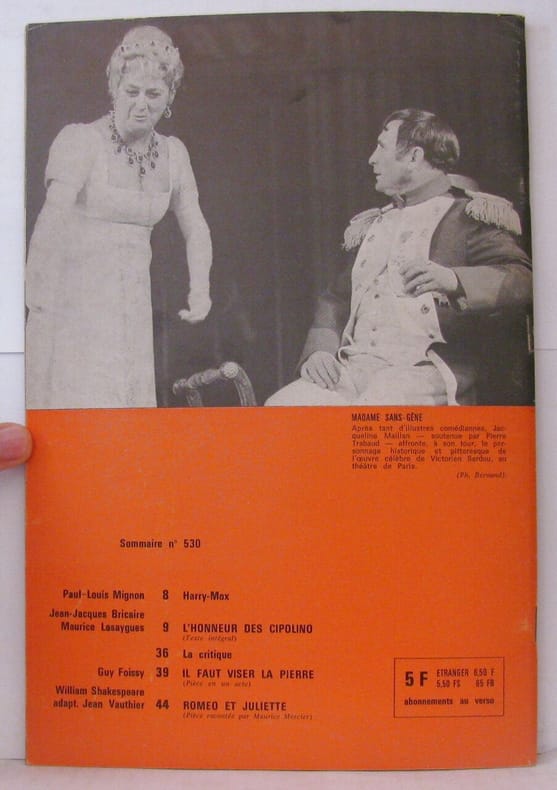 MADAME SANS-GÊNE
Après tant d'illustres comédiennes, Jac-
queline Maillan — soutenue par Pierre
Trabaud — affronte, à son tour, le per-
sonnage historique et pittoresque de
l'œuvre célèbre de Victorien Sardou, au
théâtre de Paris.
(Ph. Bernand).
Sommaire n° 530
Paul-Louis Mignon 8 Harry-Mox
Jean-Jacques Bricaire
Maurice Lasaygues 9 L'HONNEUR DES CIPOLINO
(Texte intégral)
36 La critique
Guy Foissy 39 IL FAUT VISER LA PIERRE
(Pièce en un acte)
William Shakespeare
adapt. Jean Vauthier 44 ROMEO ET JULIETTE
(Pièce racontée par Maurice Mercier)
5 F ETRANGER 6,50 F
5,50 FS 65 FB
abonnements au verso